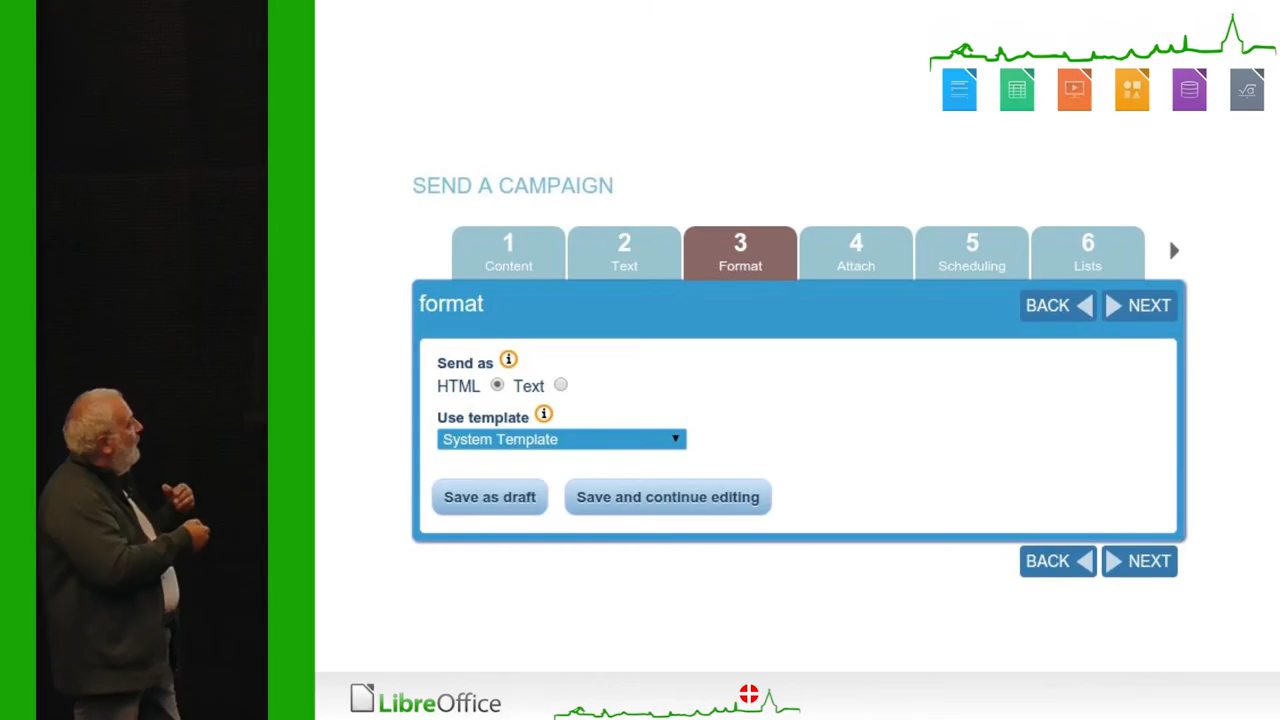 SEND A CAMPAIGN
1 2 3 4 5 6
Content Text Format Attach Scheduling Lists
format BACK NEXT
Send as
HTML Text
Use template
System Template
Save as draft Save and continue editing
BACK NEXT
LibreOffice